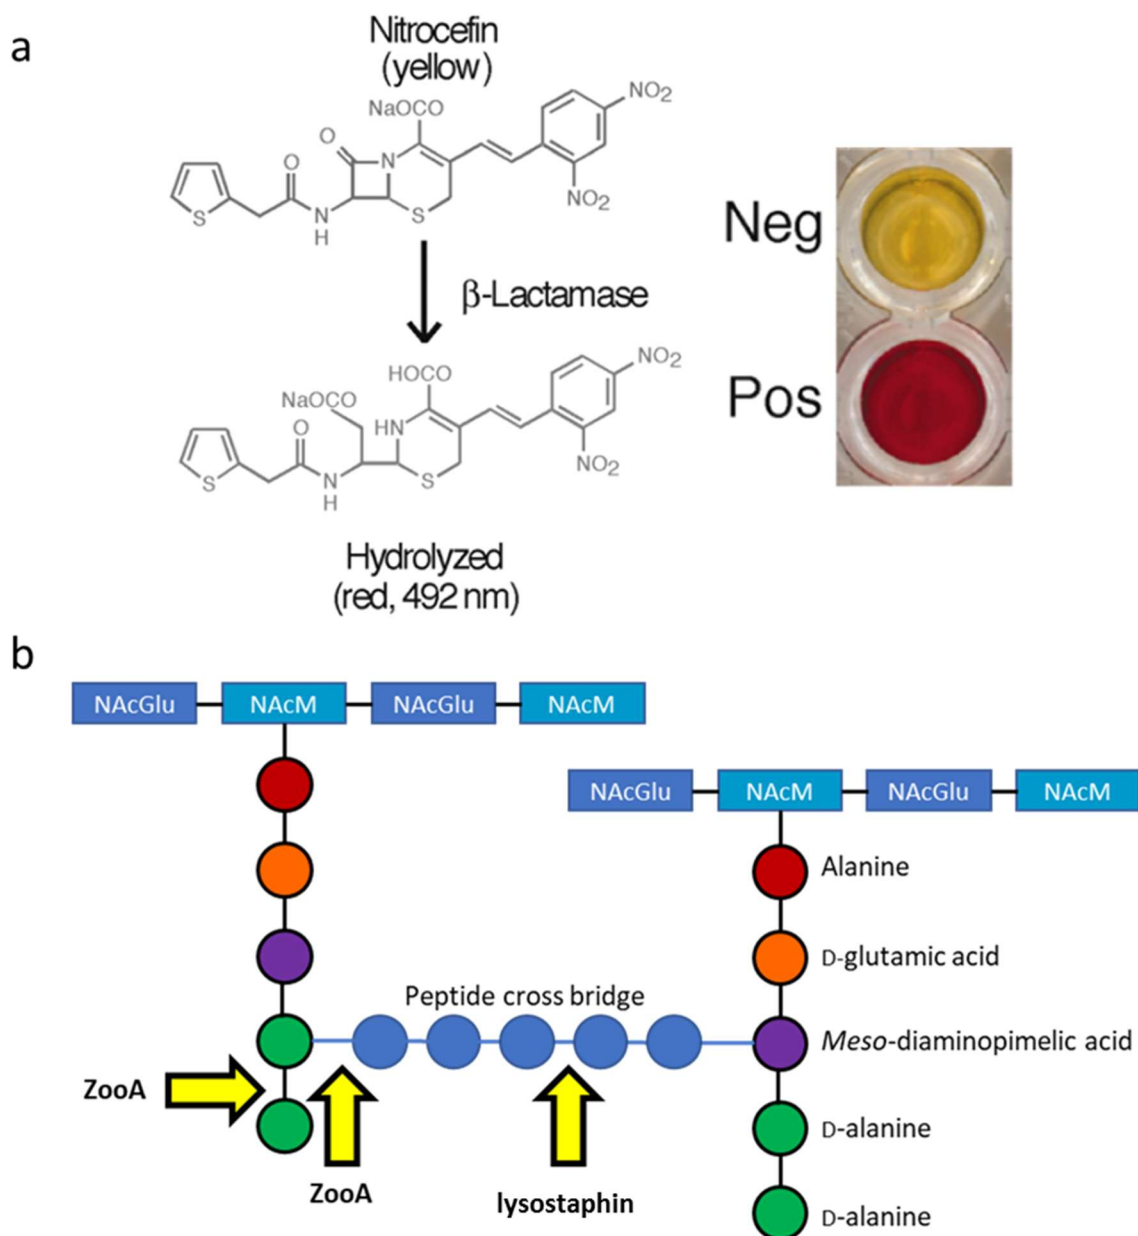 a
Nitrocefin
(yellow)
NaOCO
NO₂
O
O
N
NO₂
S
N
H
S
β-Lactamase
Neg
Pos
HOCO
NO₂
NaOCO
O
HN
NO₂
S
N
H
S
Hydrolyzed
(red, 492 nm)
b
NAcGlu NAcM NAcGlu NAcM
NAcGlu NAcM NAcGlu NAcM
Alanine
D-glutamic acid
Peptide cross bridge
Meso-diaminopimelic acid
ZooA
D-alanine
ZooA
lysostaphin
D-alanine